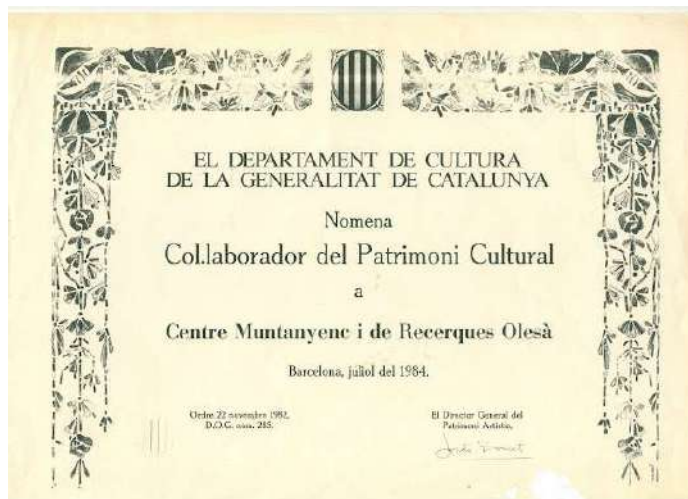 EL DEPARTAMENT DE CULTURA
DE LA GENERALITAT DE CATALUNYA
Nomena
Col.laborador del Patrimoni Cultural
a
Centre Muntanyenc i de Recerques Olesà
Barcelona, juliol del 1984.
Ordre 22 novembre 1982,
D.O.G. núm. 285.
El Director General del
Patrimoni Artístic,